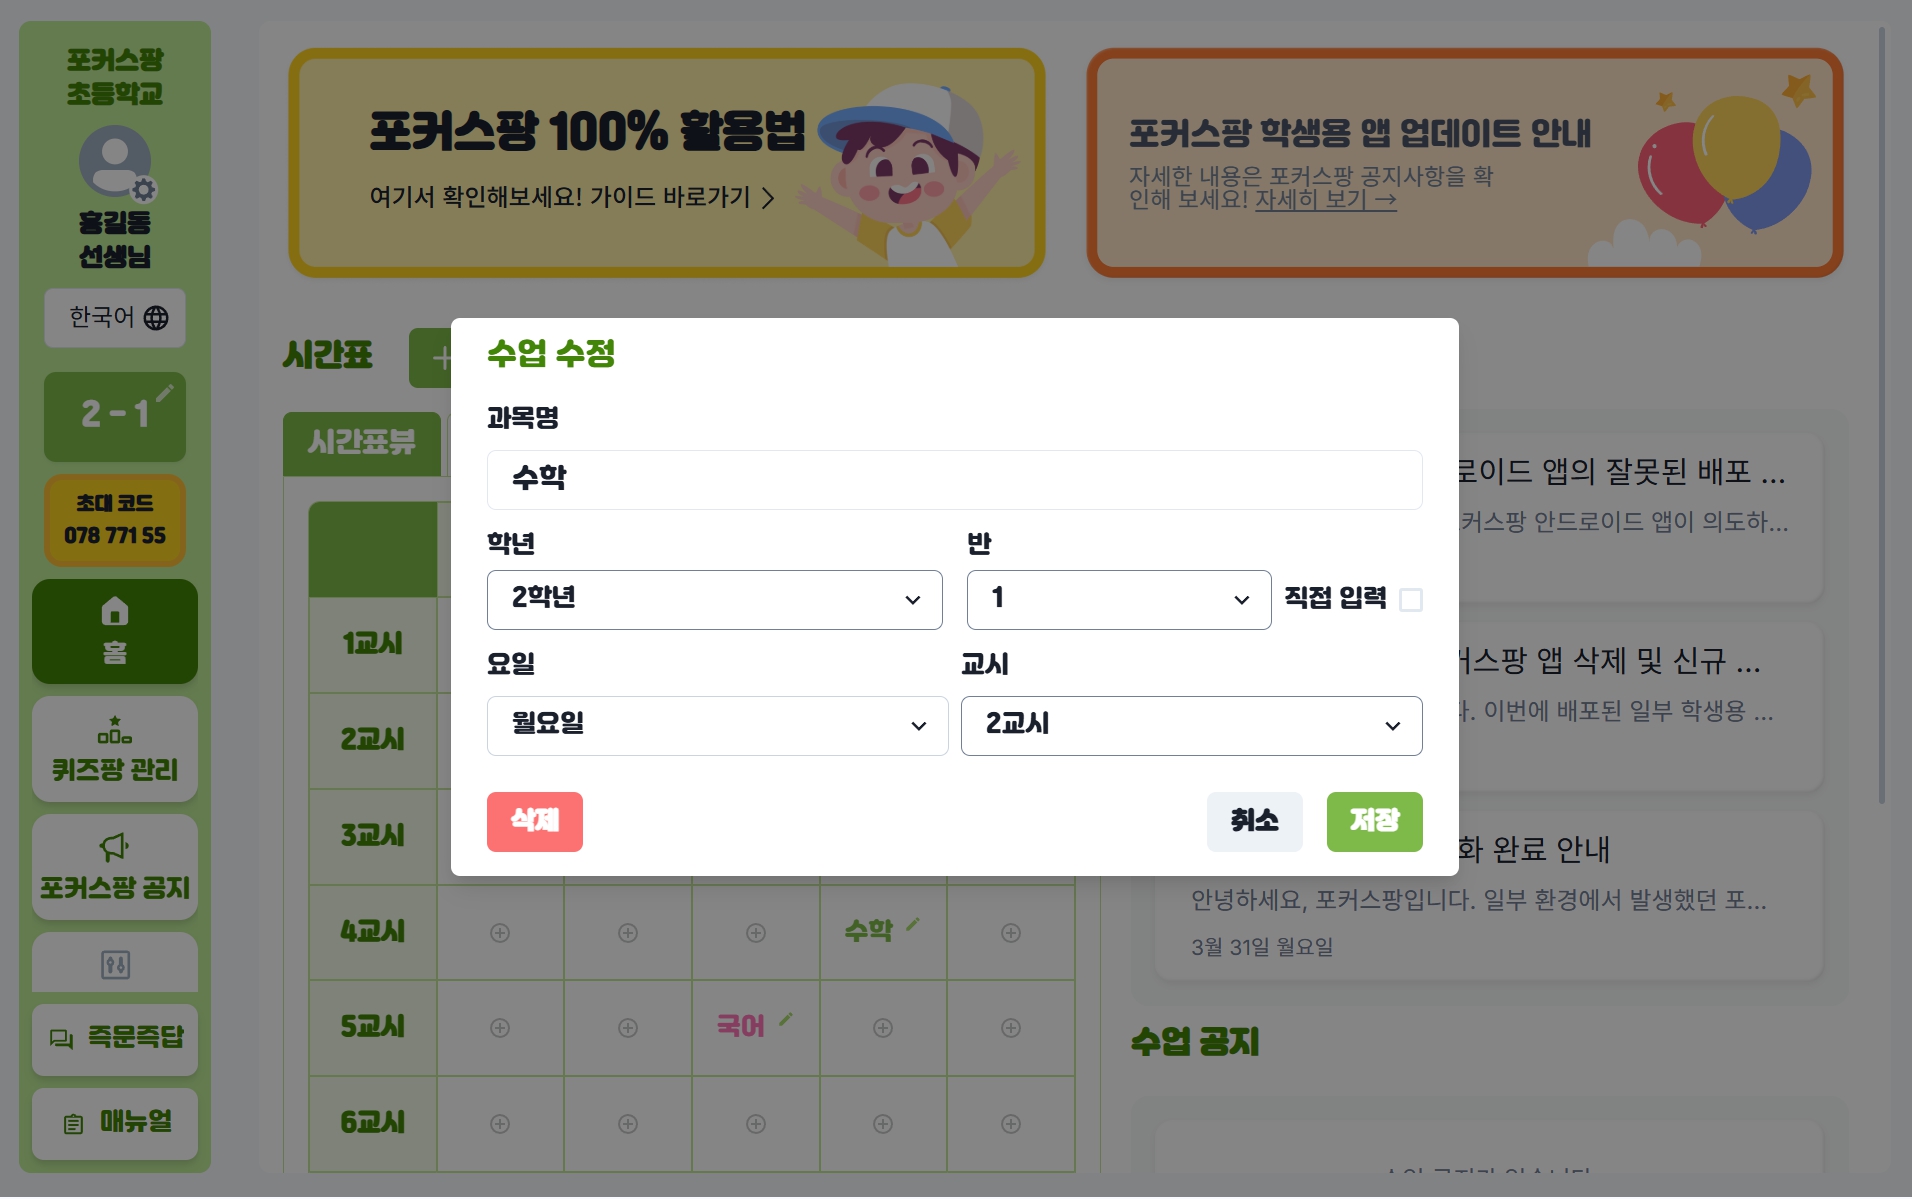 포커스팡
초등학교
홍길동
선생님
한국어
2 - 1
초대 코드
078 771 55
홈
퀴즈팡 관리
포커스팡 공지
즉문즉답
매뉴얼
포커스팡 100% 활용법
여기서 확인해보세요! 가이드 바로가기
포커스팡 학생용 앱 업데이트 안내
자세한 내용은 포커스팡 공지사항을 확
인해 보세요! 자세히 보기 →
시간표
시간표뷰
1교시
2교시
3교시
4교시
수학
5교시
국어
6교시
수업 수정
과목명
수학
학년
반
2학년
1
직접 입력
요일
교시
월요일
2교시
삭제
취소
저장
로이드 앱의 잘못된 배포 ...
커스팡 안드로이드 앱이 의도하...
커스팡 앱 삭제 및 신규 ...
다. 이번에 배포된 일부 학생용 ...
화 완료 안내
안녕하세요, 포커스팡입니다. 일부 환경에서 발생했던 포...
3월 31일 월요일
수업 공지